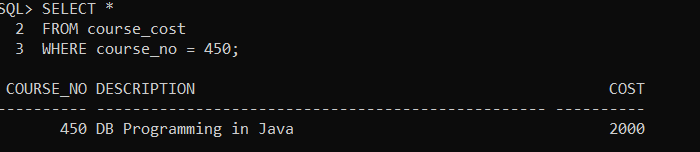 SQL> SELECT *
  2  FROM course_cost
  3  WHERE course_no = 450;
 COURSE_NO DESCRIPTION                                              COST
---------- -------------------------------------------------- ----------
       450 DB Programming in Java                                   2000